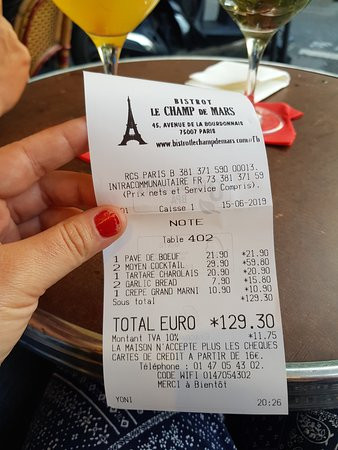 BISTROT
LE CHAMP DE MARS
45, AVENUE DE LA BOURDONNAIS
75007 PARIS
www.bistrotlechampdemars.com/fb
RCS PARIS B 381 371 590 00013.
INTRACOMMUNAUTAIRE FR 73 381 371 59
(Prix nets et Service Compris).
01 Caisse 1 15-06-2019
NOTE
Table 402
1 PAVE DE BOEUF 21.90 *21.90
2 MOYEN COCKTAIL 29.90 *59.80
1 TARTARE CHAROLAIS 20.90 *20.90
2 GARLIC BREAD 7.90 *15.80
1 CREPE GRAND MARNI 10.90 *10.90
Sous total *129.30
TOTAL EURO *129.30
Montant TVA 10% *11.75
LA MAISON N'ACCEPTE PLUS LES CHEQUES
CARTES DE CREDIT A PARTIR DE 16€.
Téléphone : 01 47 05 43 02.
CODE WIFI 0147054302
MERCI à Bientôt
YONI 20:26